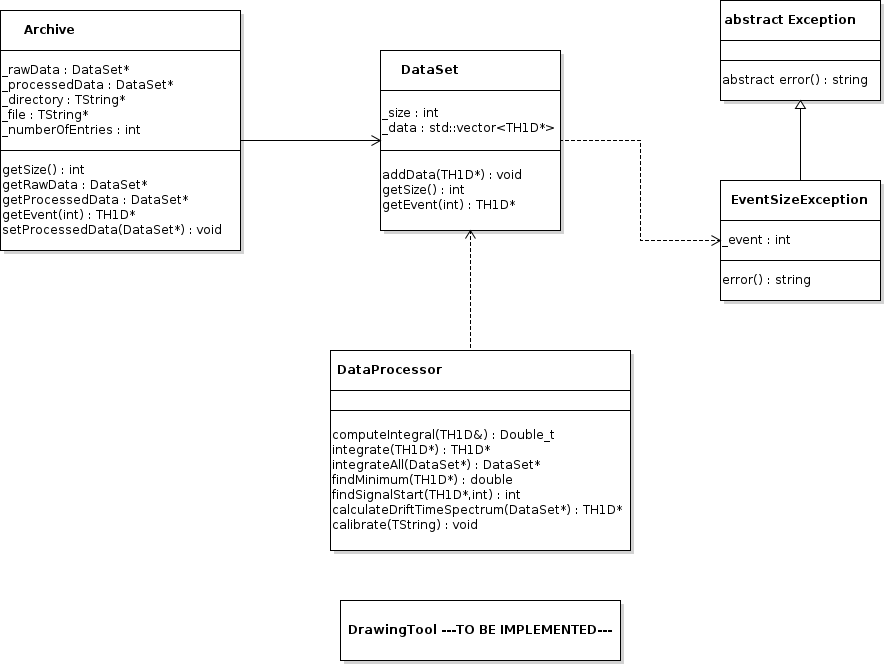 Archive
_rawData : DataSet*
_processedData : DataSet*
_directory : TString*
_file : TString*
_numberOfEntries : int
getSize() : int
getRawData : DataSet*
getProcessedData : DataSet*
getEvent(int) : TH1D*
setProcessedData(DataSet*) : void
DataSet
_size : int
_data : std::vector<TH1D*>
addData(TH1D*) : void
getSize() : int
getEvent(int) : TH1D*
abstract Exception
abstract error() : string
EventSizeException
_event : int
error() : string
DataProcessor
computeIntegral(TH1D&) : Double_t
integrate(TH1D*) : TH1D*
integrateAll(DataSet*) : DataSet*
findMinimum(TH1D*) : double
findSignalStart(TH1D*,int) : int
calculateDriftTimeSpectrum(DataSet*) : TH1D*
calibrate(TString) : void
DrawingTool ---TO BE IMPLEMENTED---